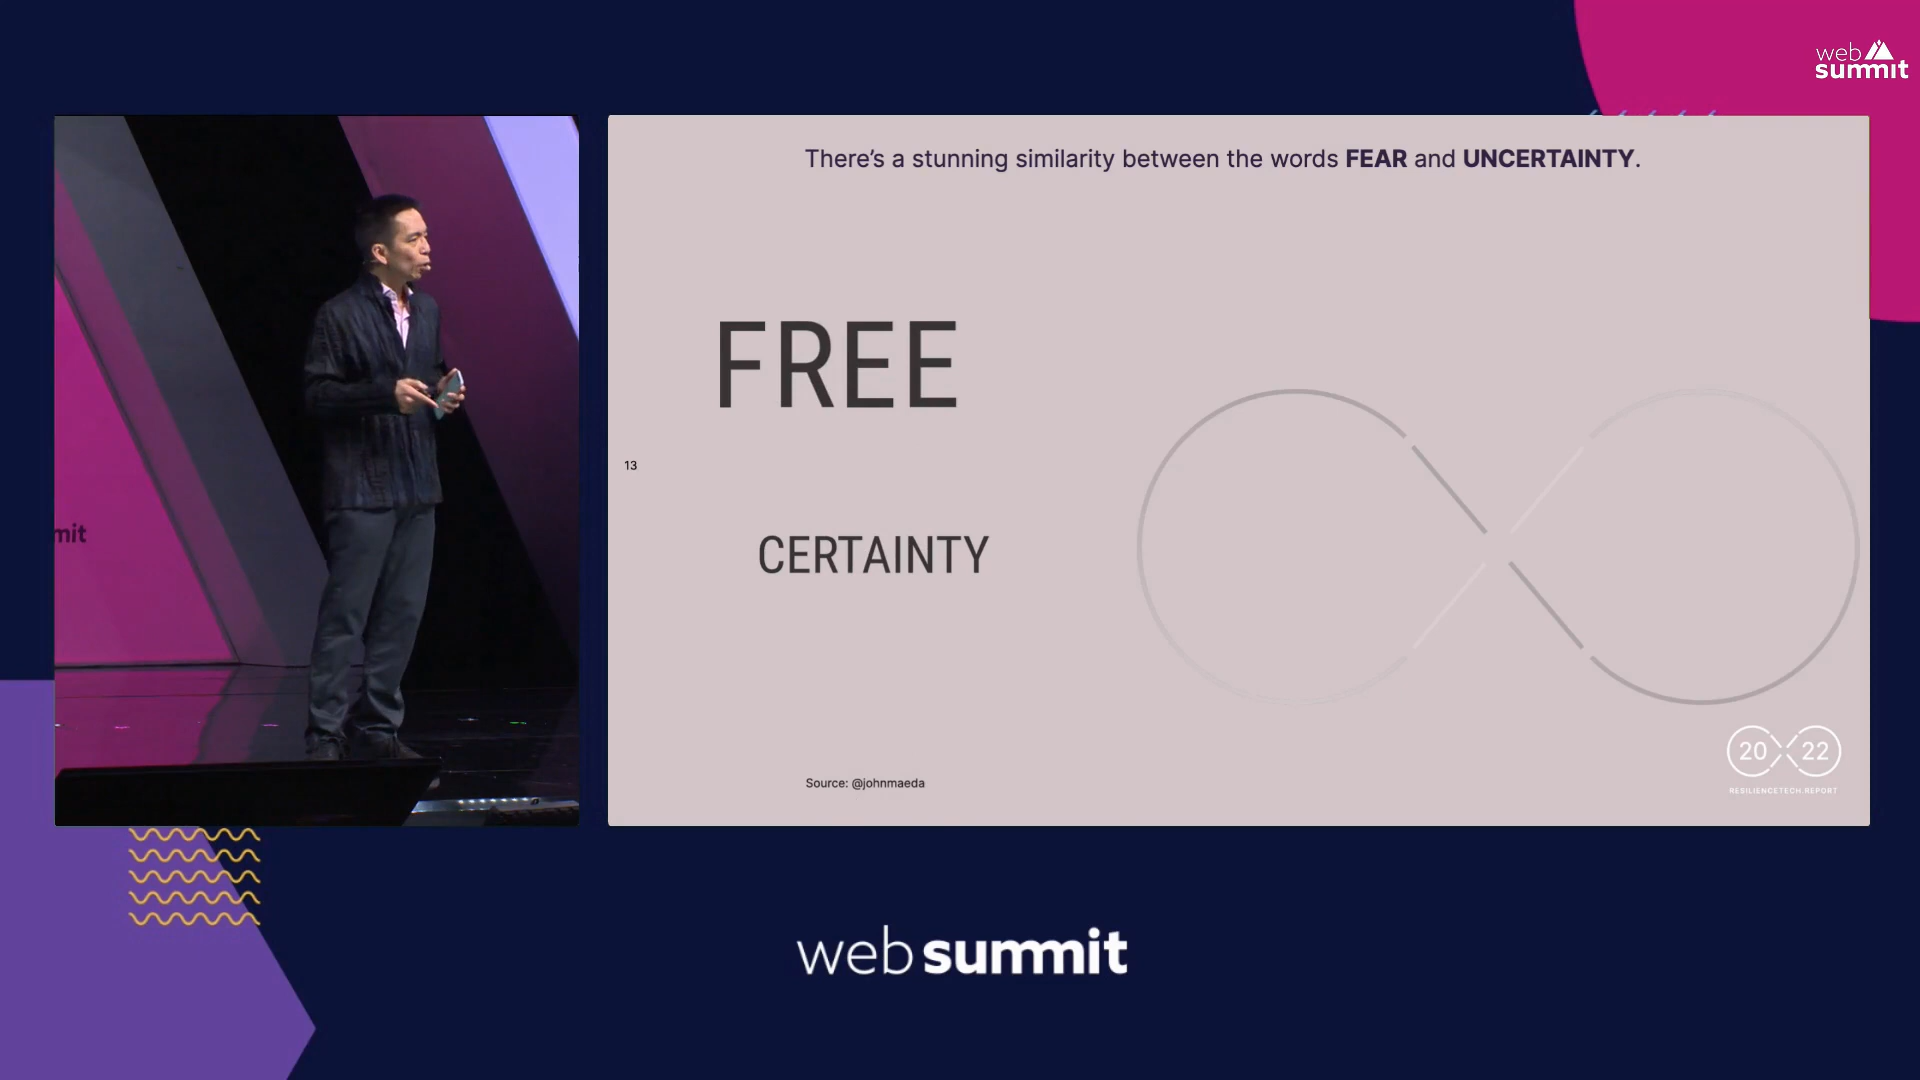 web
summit
There's a stunning similarity between the words FEAR and UNCERTAINTY.
FREE
13
CERTAINTY
mit
20 22
RESILIENCETECH.REPORT
Source: @johnmaeda
web summit